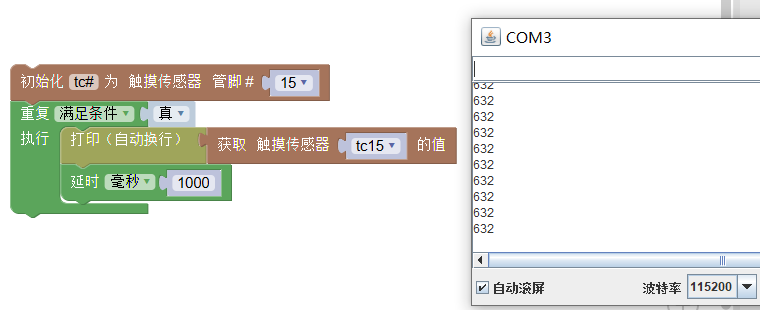 初始化 tc# 为 触摸传感器 管脚# 15
重复 满足条件 真
执行 打印（自动换行） 获取 触摸传感器 tc15 的值
延时 毫秒 1000
COM3
632
632
632
632
632
632
632
632
632
632
自动滚屏 波特率 115200